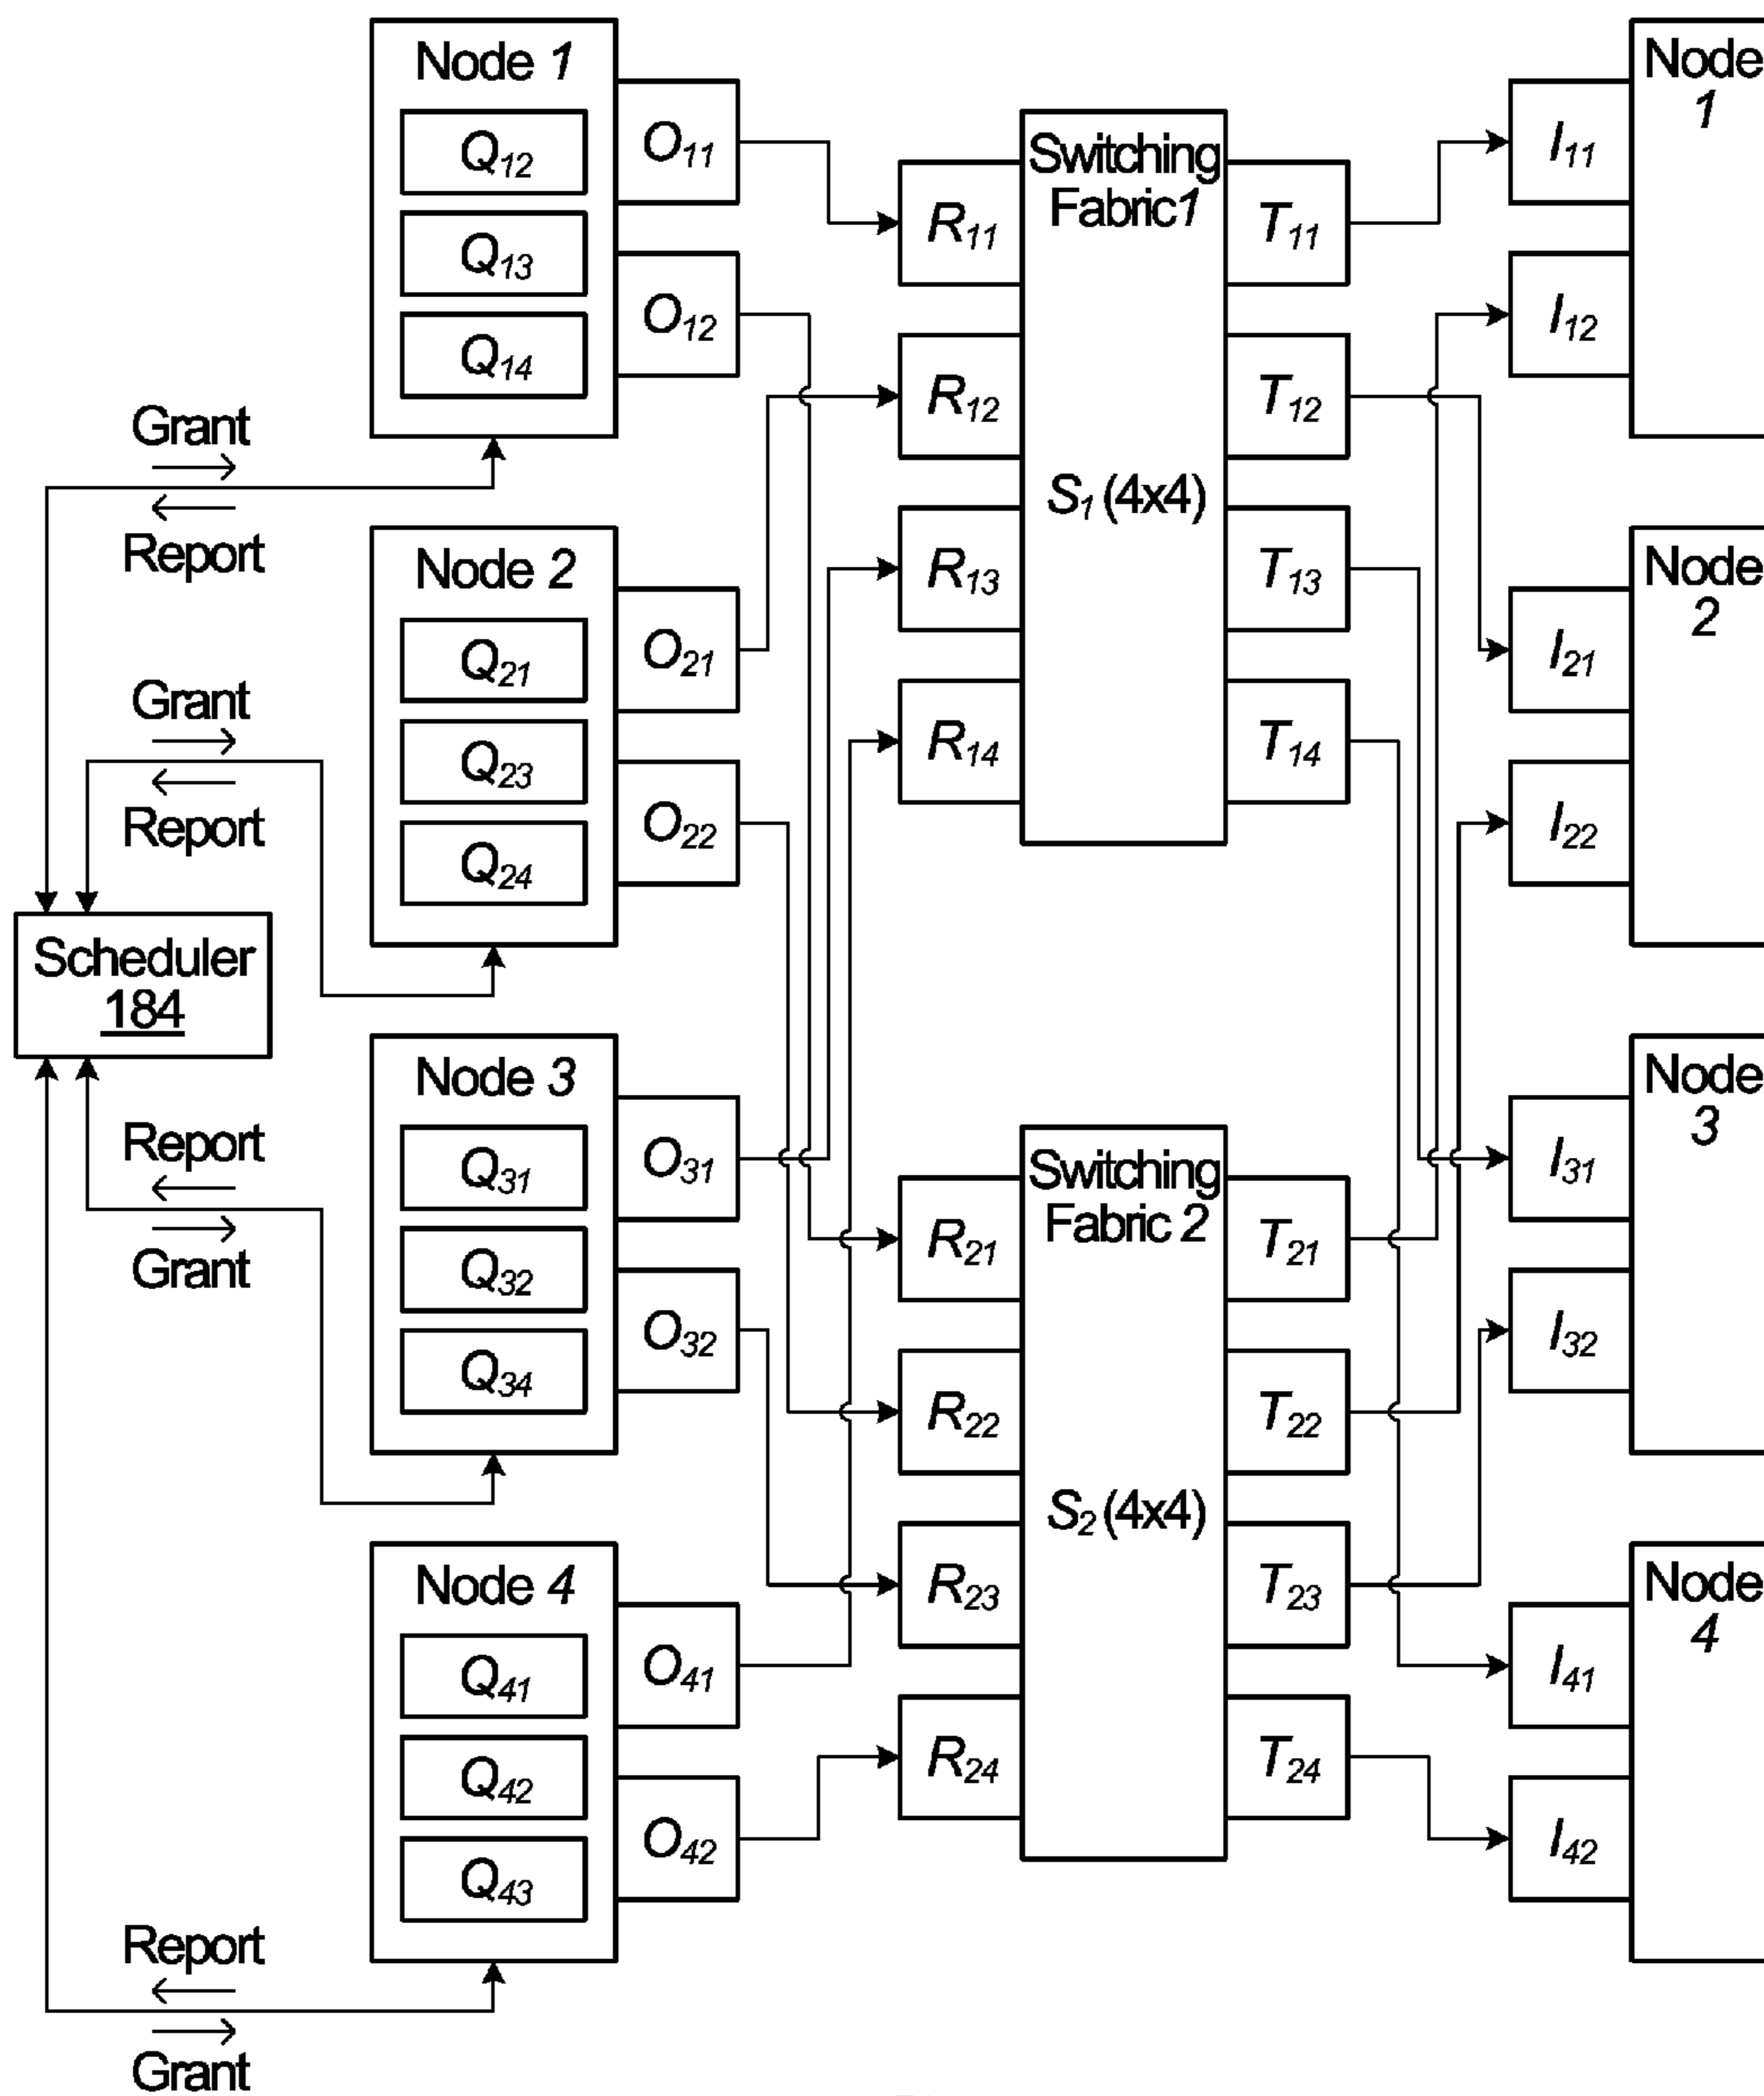 Node 1
Q12
Q13
Q14
O11
O12
Grant
Report
Node 2
Q21
Q23
Q24
O21
O22
Grant
Report
Scheduler
184
Node 3
Q31
Q32
Q34
O31
O32
Report
Grant
Node 4
Q41
Q42
Q43
O41
O42
Report
Grant
Switching
Fabric1
S1 (4x4)
R11
R12
R13
R14
T11
T12
T13
T14
Switching
Fabric 2
S2 (4x4)
R21
R22
R23
R24
T21
T22
T23
T24
Node
1
I11
I12
Node
2
I21
I22
Node
3
I31
I32
Node
4
I41
I42